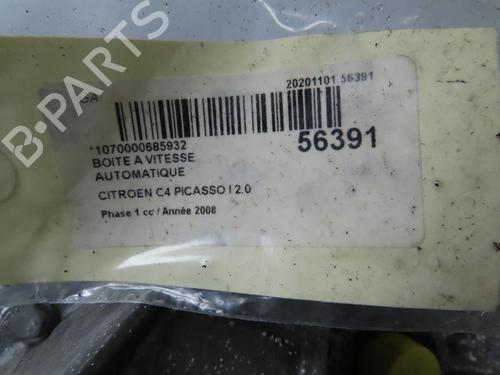 20201101 56391
*1070000685932
56391
BOITE A VITESSE
AUTOMATIQUE
CITROEN C4 PICASSO I 2.0
Phase 1 cc / Année 2008
B-PARTS